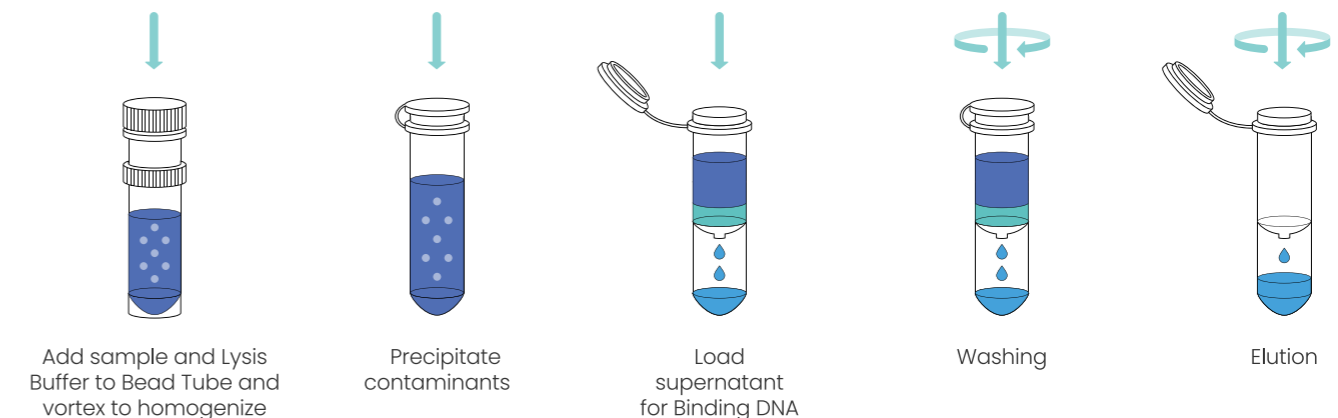 Add sample and Lysis
Buffer to Bead Tube and
vortex to homogenize
Precipitate
contaminants
Load
supernatant
for Binding DNA
Washing
Elution